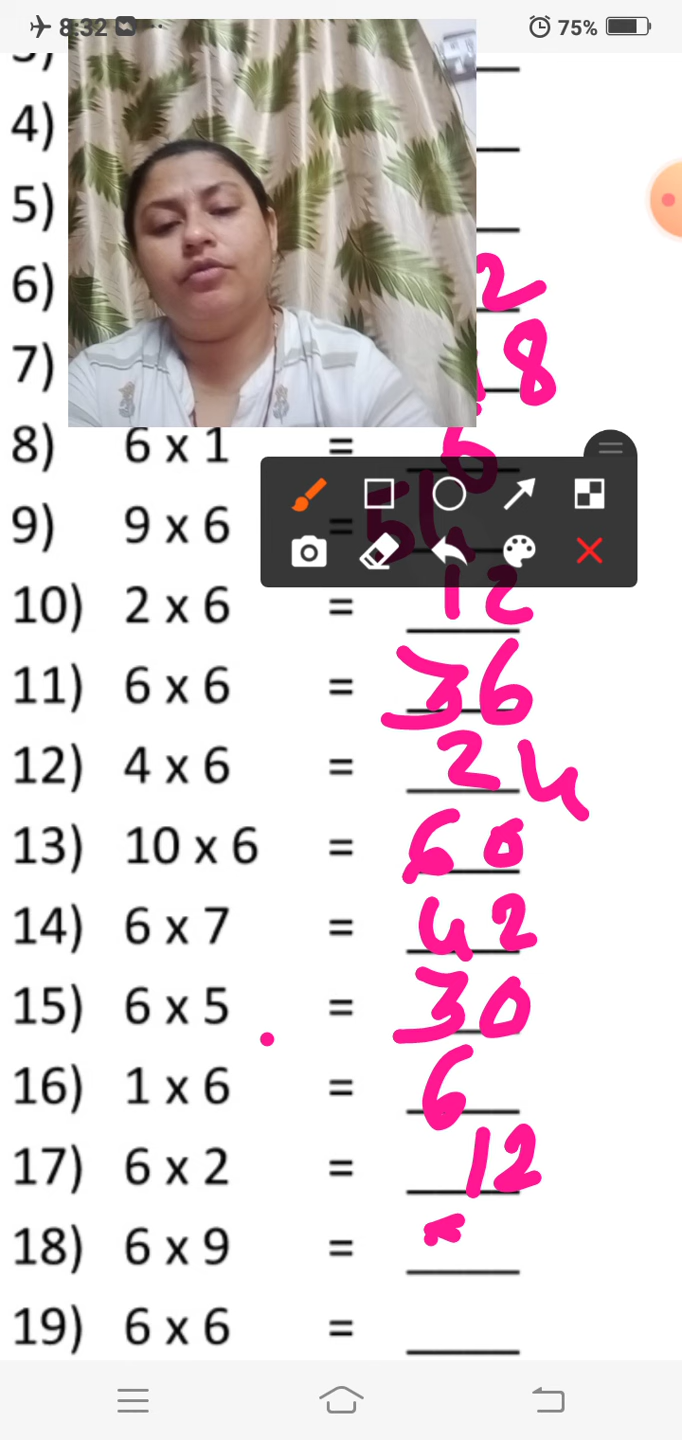 8:32 75%
3)
4)
5)
6) 2
7) 18
8) 6 x 1 = 6
9) 9 x 6 = 54
10) 2 x 6 = 12
11) 6 x 6 = 36
12) 4 x 6 = 24
13) 10 x 6 = 60
14) 6 x 7 = 42
15) 6 x 5 = 30
16) 1 x 6 = 6
17) 6 x 2 = 12
18) 6 x 9 =
19) 6 x 6 =